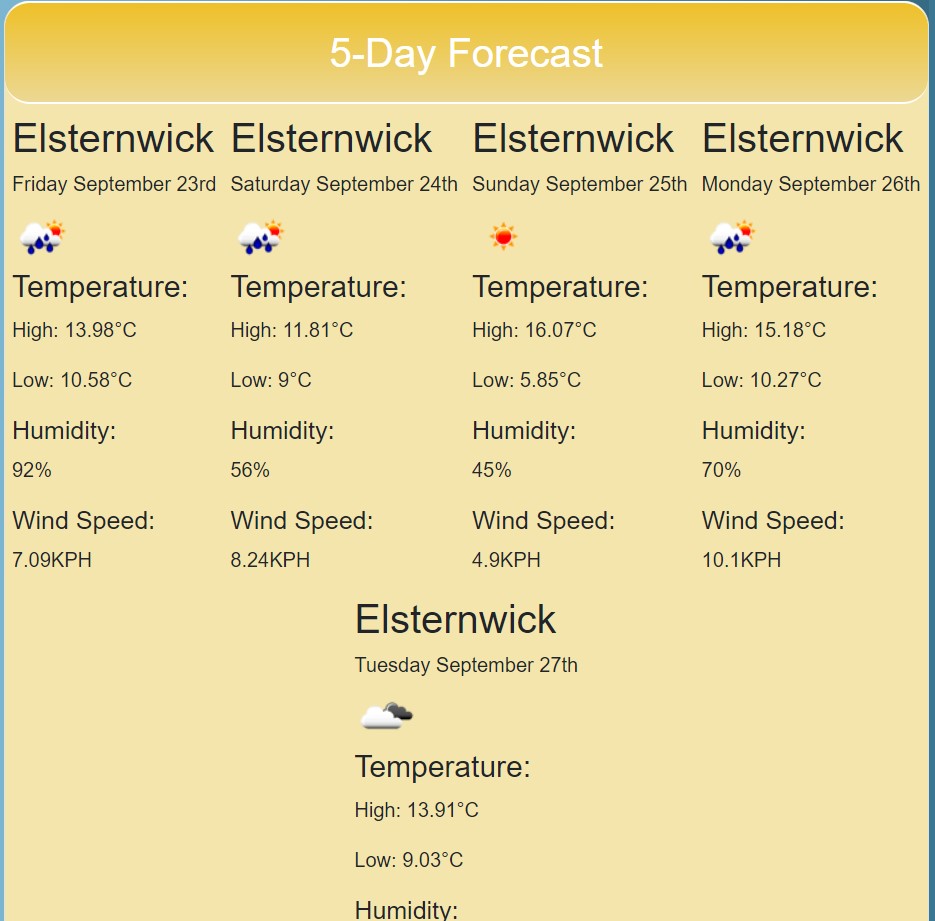 5-Day Forecast
Elsternwick
Friday September 23rd
Temperature:
High: 13.98°C
Low: 10.58°C
Humidity:
92%
Wind Speed:
7.09KPH
Elsternwick
Saturday September 24th
Temperature:
High: 11.81°C
Low: 9°C
Humidity:
56%
Wind Speed:
8.24KPH
Elsternwick
Sunday September 25th
Temperature:
High: 16.07°C
Low: 5.85°C
Humidity:
45%
Wind Speed:
4.9KPH
Elsternwick
Monday September 26th
Temperature:
High: 15.18°C
Low: 10.27°C
Humidity:
70%
Wind Speed:
10.1KPH
Elsternwick
Tuesday September 27th
Temperature:
High: 13.91°C
Low: 9.03°C
Humidity: